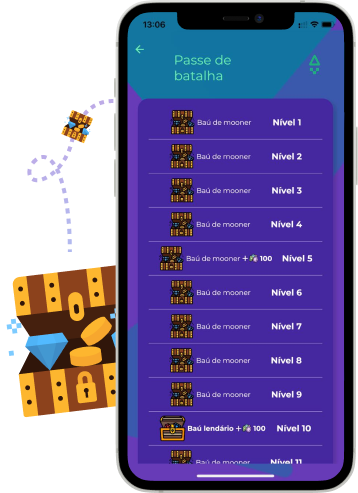 13:06
Passe de
batalha
Baú de mooner Nível 1
Baú de mooner Nível 2
Baú de mooner Nível 3
Baú de mooner Nível 4
Baú de mooner + 100 Nível 5
Baú de mooner Nível 6
Baú de mooner Nível 7
Baú de mooner Nível 8
Baú de mooner Nível 9
Baú lendário + 100 Nível 10
Baú de mooner Nível 11